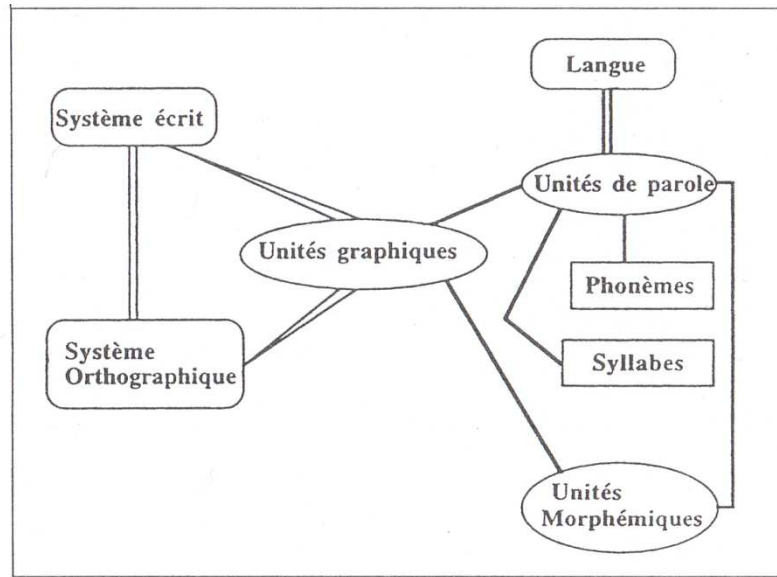 Langue
Système écrit
Unités de parole
Unités graphiques
Phonèmes
Système
Orthographique
Syllabes
Unités
Morphémiques